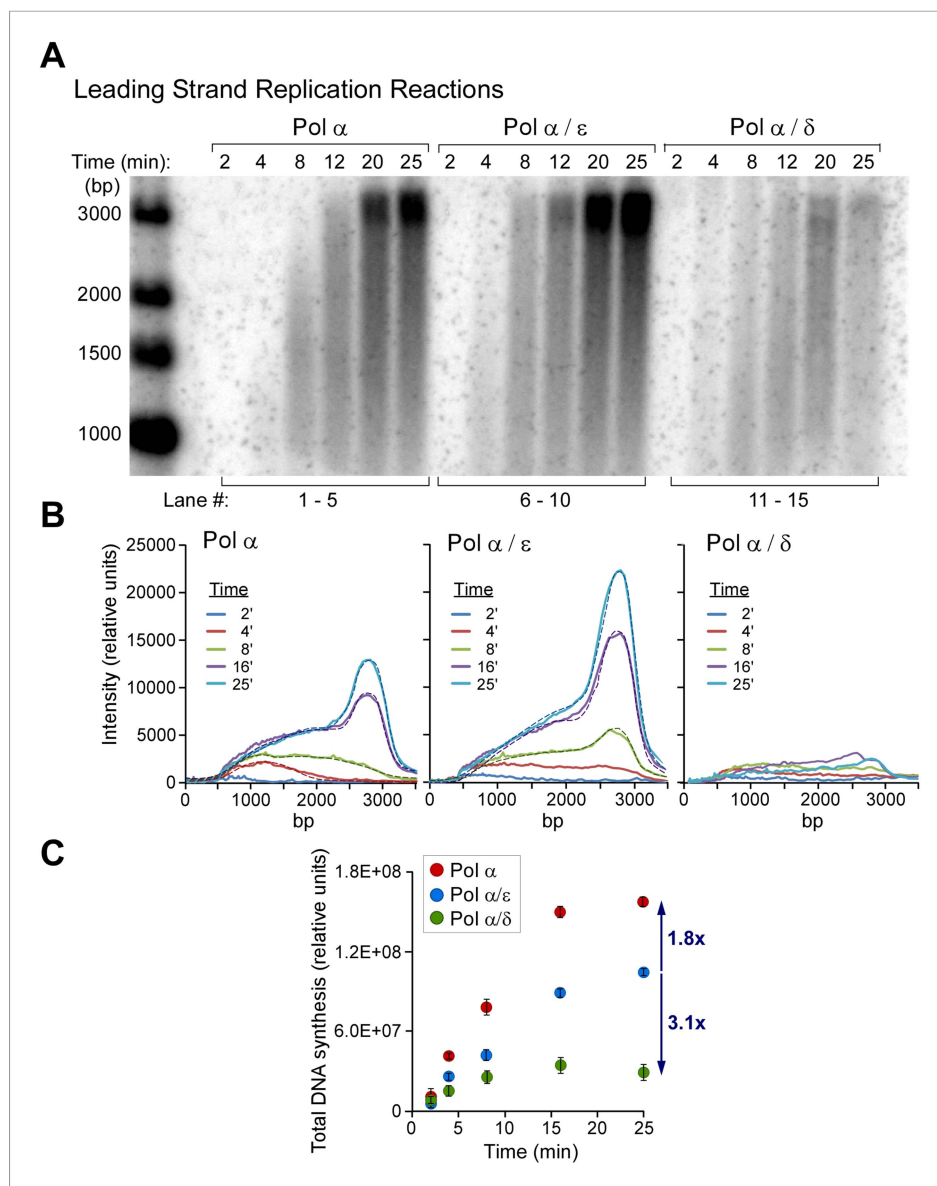 A
Leading Strand Replication Reactions
Pol α Pol α / ε Pol α / δ
Time (min): 2 4 8 12 20 25 2 4 8 12 20 25 2 4 8 12 20 25
(bp)
3000
2000
1500
1000
Lane #: 1 - 5 6 - 10 11 - 15
B
Pol α Pol α / ε Pol α / δ
Intensity (relative units)
25000
20000
15000
10000
5000
0
Time
2'
4'
8'
16'
25'
Time
2'
4'
8'
16'
25'
Time
2'
4'
8'
16'
25'
0 1000 2000 3000 0 1000 2000 3000 0 1000 2000 3000
bp bp bp
C
Total DNA synthesis (relative units)
1.8E+08
1.2E+08
6.0E+07
0
Pol α
Pol α/ε
Pol α/δ
1.8x
3.1x
0 5 10 15 20 25
Time (min)